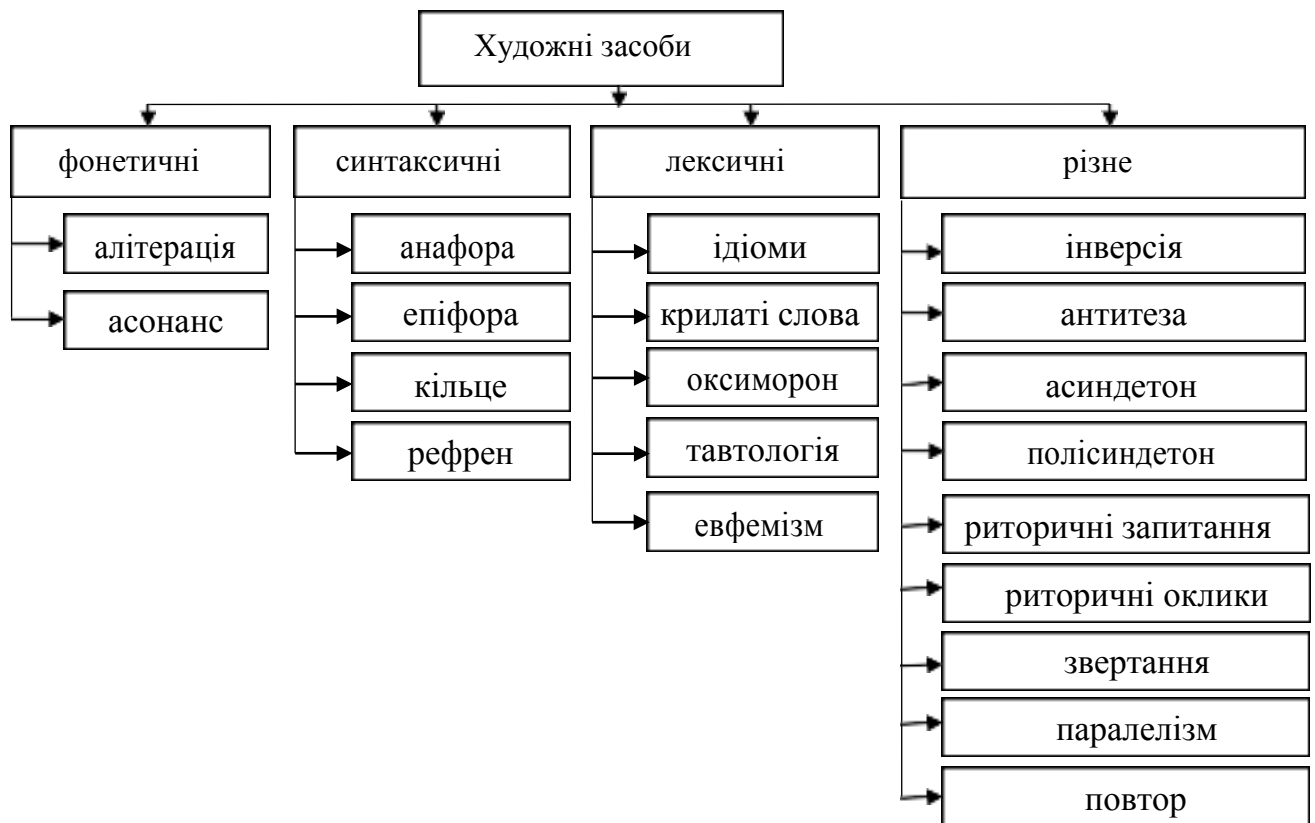 Художні засоби
фонетичні
синтаксичні
лексичні
різне
алітерація
асонанс
анафора
епіфора
кільце
рефрен
ідіоми
крилаті слова
оксиморон
тавтологія
евфемізм
інверсія
антитеза
асиндетон
полісиндетон
риторичні запитання
риторичні оклики
звертання
паралелізм
повтор